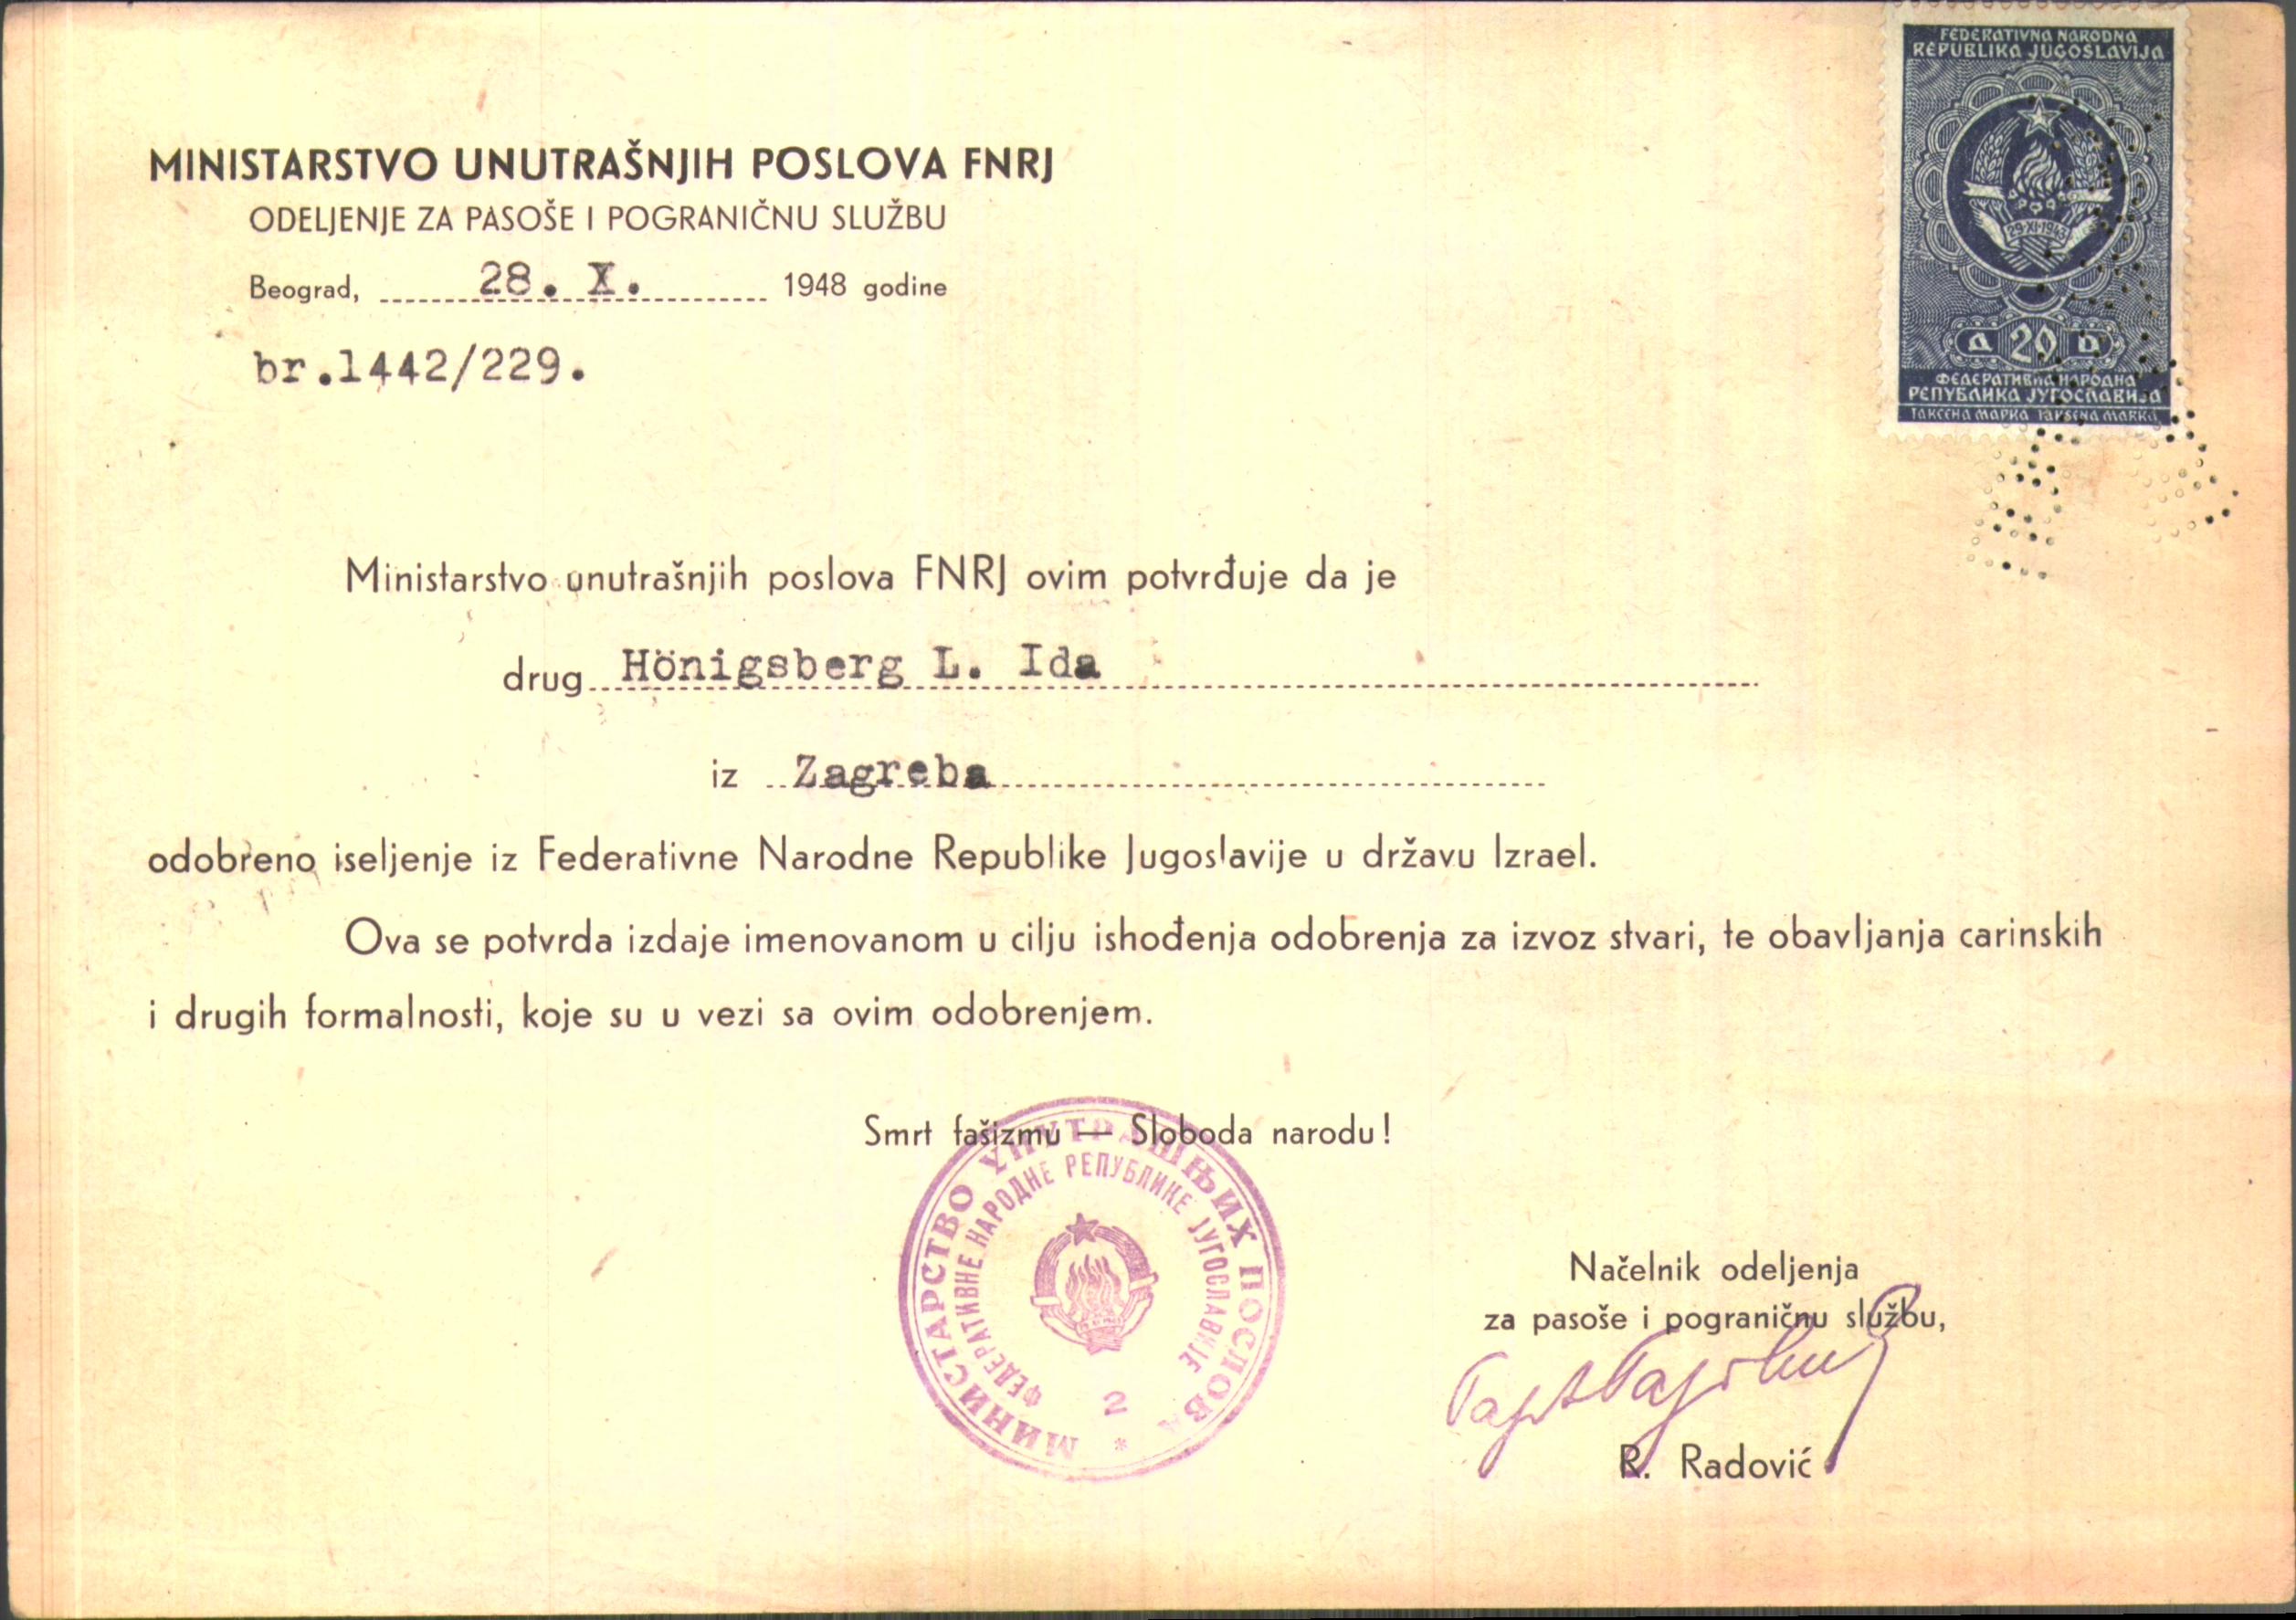 FEDERATIVNA NARODNA
REPUBLIKA JUGOSLAVIJA
29·XI·1943
Д 20 D
ФЕДЕРАТИВНА НАРОДНА
РЕПУБЛИКА ЈУГОСЛАВИЈА
ТАКСЕНА МАРКА TAKSENA MARKA
MINISTARSTVO UNUTRAŠNJIH POSLOVA FNRJ
ODELJENJE ZA PASOŠE I POGRANIČNU SLUŽBU
Beograd, 28. X. 1948 godine
br.1442/229.
Ministarstvo unutrašnjih poslova FNRJ ovim potvrđuje da je
drug Hönigsberg L. Ida
iz Zagreba
odobreno iseljenje iz Federativne Narodne Republike Jugoslavije u državu Izrael.
Ova se potvrda izdaje imenovanom u cilju ishođenja odobrenja za izvoz stvari, te obavljanja carinskih
i drugih formalnosti, koje su u vezi sa ovim odobrenjem.
Smrt fašizmu — Sloboda narodu!
МИНИСТАРСТВО УНУТРАШЊИХ ПОСЛОВА
ФЕДЕРАТИВНЕ НАРОДНЕ РЕПУБЛИКЕ ЈУГОСЛАВИЈЕ
2
*
Načelnik odeljenja
za pasoše i pograničnu službu,
R. Radović